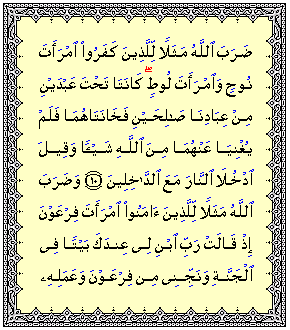 ضَرَبَ ٱللَّهُ مَثَلًا لِّلَّذِينَ كَفَرُوا۟ ٱمْرَأَتَ
نُوحٍ وَٱمْرَأَتَ لُوطٍ ۖ كَانَتَا تَحْتَ عَبْدَيْنِ
مِنْ عِبَادِنَا صَـٰلِحَيْنِ فَخَانَتَاهُمَا فَلَمْ
يُغْنِيَا عَنْهُمَا مِنَ ٱللَّهِ شَيْـًٔا وَقِيلَ
ٱدْخُلَا ٱلنَّارَ مَعَ ٱلدَّٰخِلِينَ ﴿١٠﴾ وَضَرَبَ
ٱللَّهُ مَثَلًا لِّلَّذِينَ ءَامَنُوا۟ ٱمْرَأَتَ فِرْعَوْنَ
إِذْ قَالَتْ رَبِّ ٱبْنِ لِى عِندَكَ بَيْتًا فِى
ٱلْجَنَّةِ وَنَجِّنِى مِن فِرْعَوْنَ وَعَمَلِهِۦ